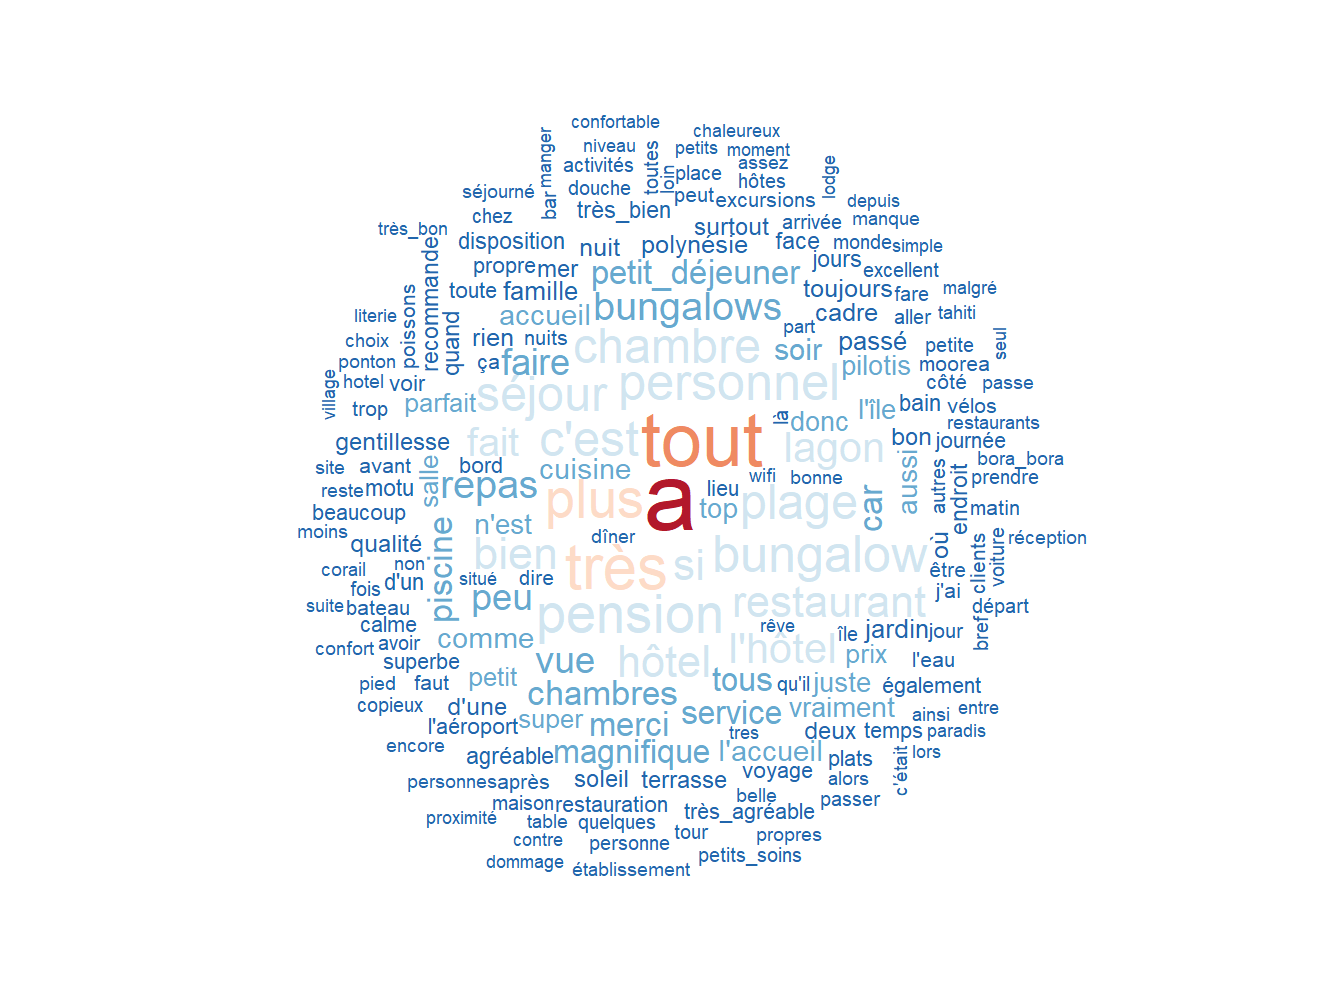 confortable
chaleureux
manger
niveau
toutes
petits
moment
activités
loin
place
assez
lodge
séjourné
bar
douche
peut
hôtes
excursions
depuis
chez
très_bien
surtout
arrivée
manque
très_bon
recommande
disposition
nuit
polynésie
face
monde
simple
propre
mer
petit_déjeuner
jours
excellent
poissons
toute
famille
bungalows
toujours
fare
malgré
literie
accueil
cadre
aller
tahiti
choix
quand
rien
nuits
chambre
part
soir
passé
petite
seul
ponton
ça
faire
pilotis
moorea
village
hotel
voir
séjour
personnel
côté
passe
trop
parfait
là
donc
l'île
bain
vélos
gentillesse
fait
c'est
tout
lagon
bon
journée
restaurants
site
avant
salle
bord
cuisine
a
wifi
bonne
aussi
autres
endroit
bora_bora
prendre
reste
motu
repas
plus
lieu
top
plage
car
matin
beaucoup
n'est
moins
qualité
piscine
bien
dîner
très
si
bungalow
où
clients
voiture
réception
corail
non
fois
d'un
situé
dire
être
j'ai
suite
bateau
peu
pension
restaurant
départ
calme
rêve
île
jardin
jour
bref
confort
avoir
comme
superbe
vue
hôtel
l'hôtel
prix
l'eau
pied
faut
petit
tous
qu'il
juste
également
copieux
d'une
chambres
service
vraiment
ainsi
entre
l'aéroport
super
merci
tres
deux
temps
paradis
encore
agréable
magnifique
l'accueil
plats
c'était
lors
personnes
après
soleil
terrasse
voyage
alors
maison
restauration
belle
passer
proximité
table
quelques
très_agréable
tour
contre
personne
propres
dommage
établissement
petits_soins